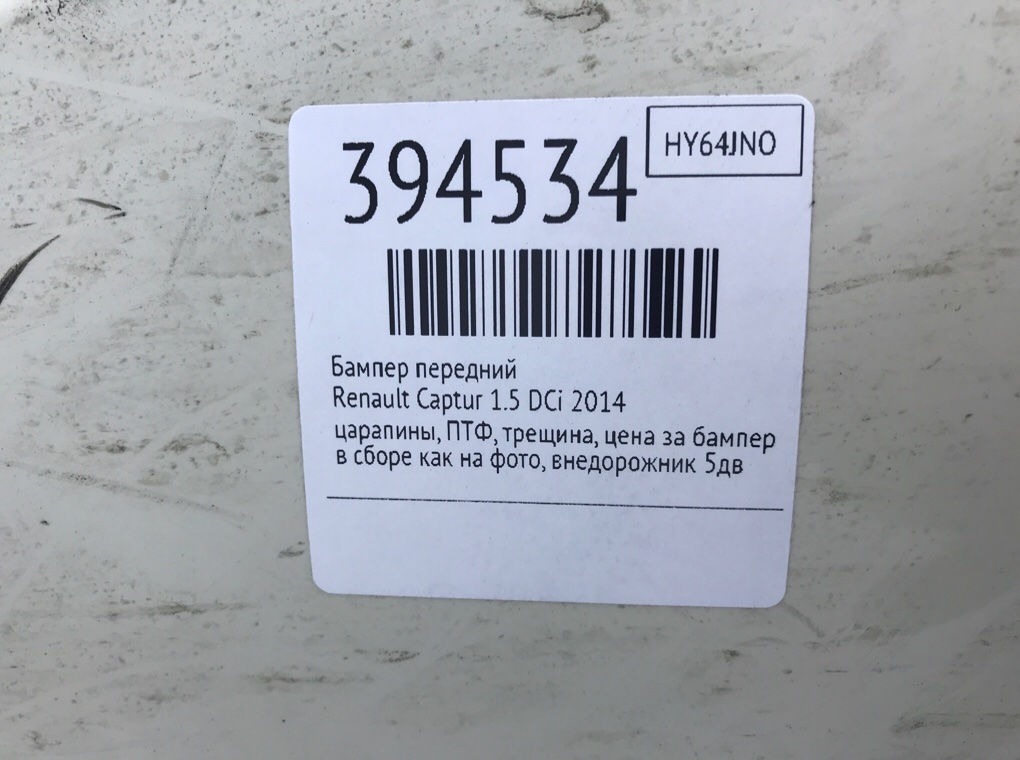 394534
HY64JNO
Бампер передний
Renault Captur 1.5 DCi 2014
царапины, ПТФ, трещина, цена за бампер
в сборе как на фото, внедорожник 5дв